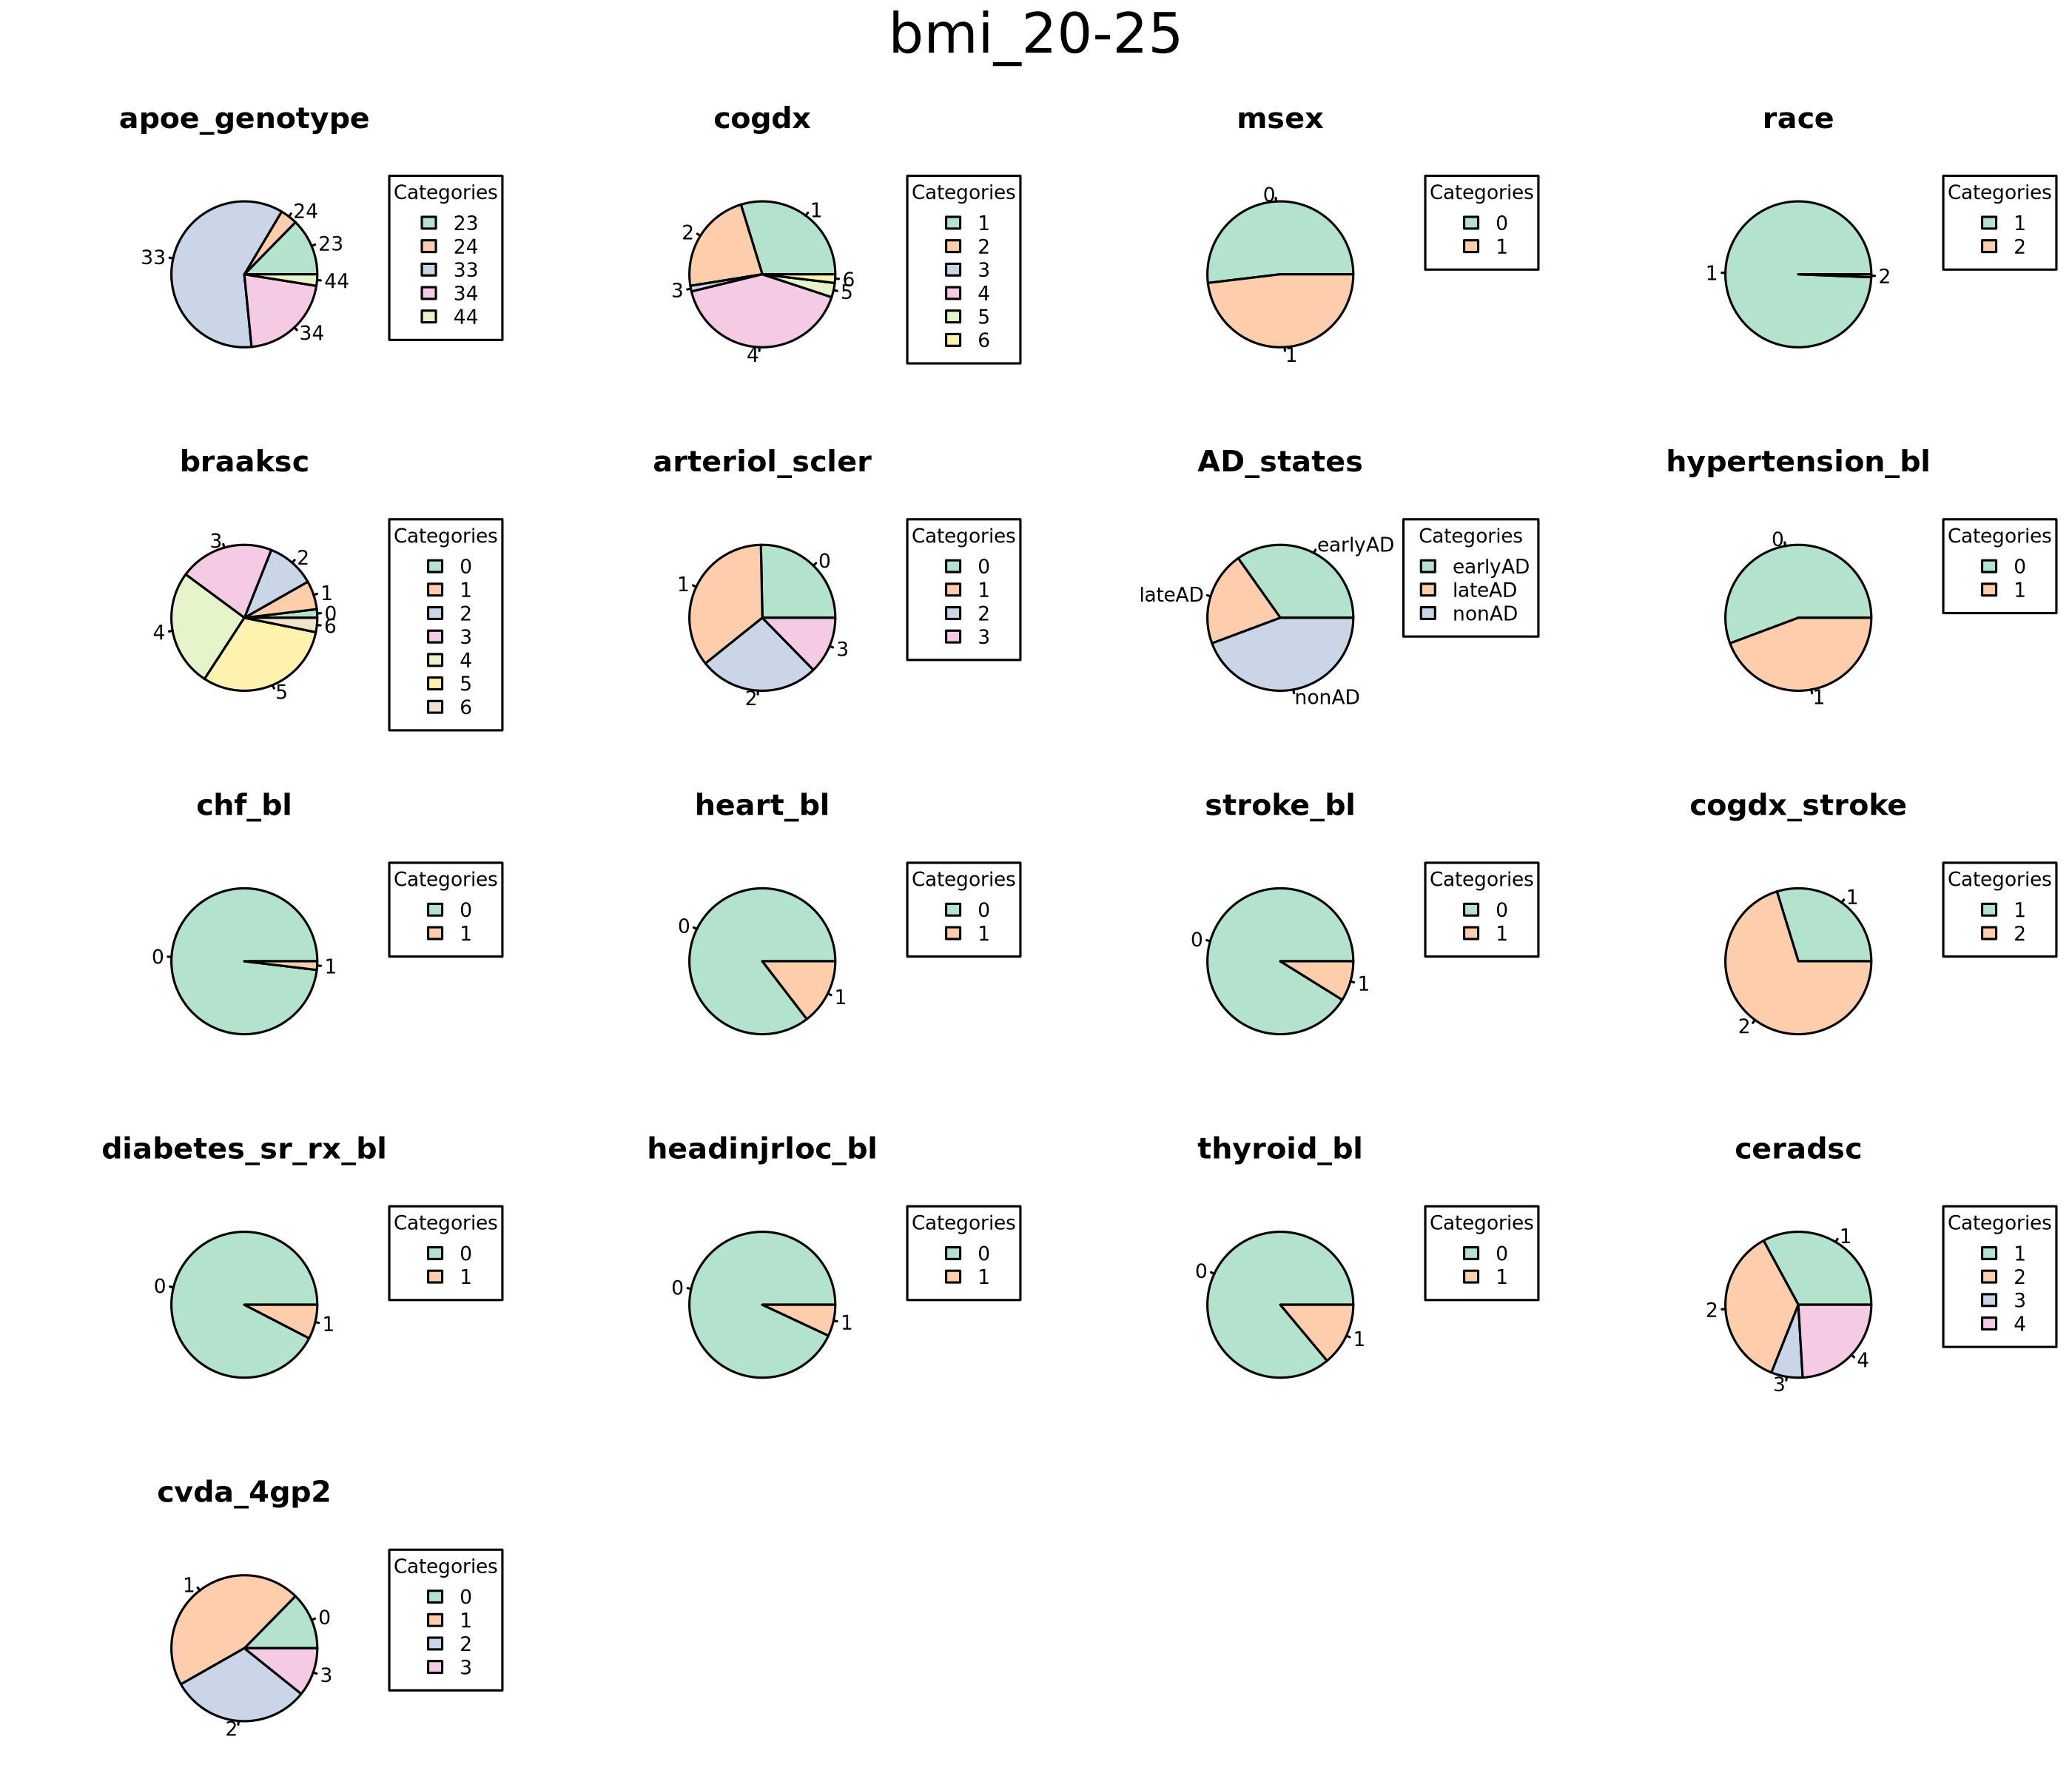 bmi_20-25
apoe_genotype
24
23
33
44
34
Categories
23
24
33
34
44
cogdx
1
2
6
5
3
4
Categories
1
2
3
4
5
6
msex
0
1
Categories
0
1
race
1
2
Categories
1
2
braaksc
3
2
1
0
6
4
5
Categories
0
1
2
3
4
5
6
arteriol_scler
0
1
3
2
Categories
0
1
2
3
AD_states
earlyAD
lateAD
nonAD
Categories
earlyAD
lateAD
nonAD
hypertension_bl
0
1
Categories
0
1
chf_bl
0
1
Categories
0
1
heart_bl
0
1
Categories
0
1
stroke_bl
0
1
Categories
0
1
cogdx_stroke
1
2
Categories
1
2
diabetes_sr_rx_bl
0
1
Categories
0
1
headinjrloc_bl
0
1
Categories
0
1
thyroid_bl
0
1
Categories
0
1
ceradsc
1
2
4
3
Categories
1
2
3
4
cvda_4gp2
1
0
3
2
Categories
0
1
2
3